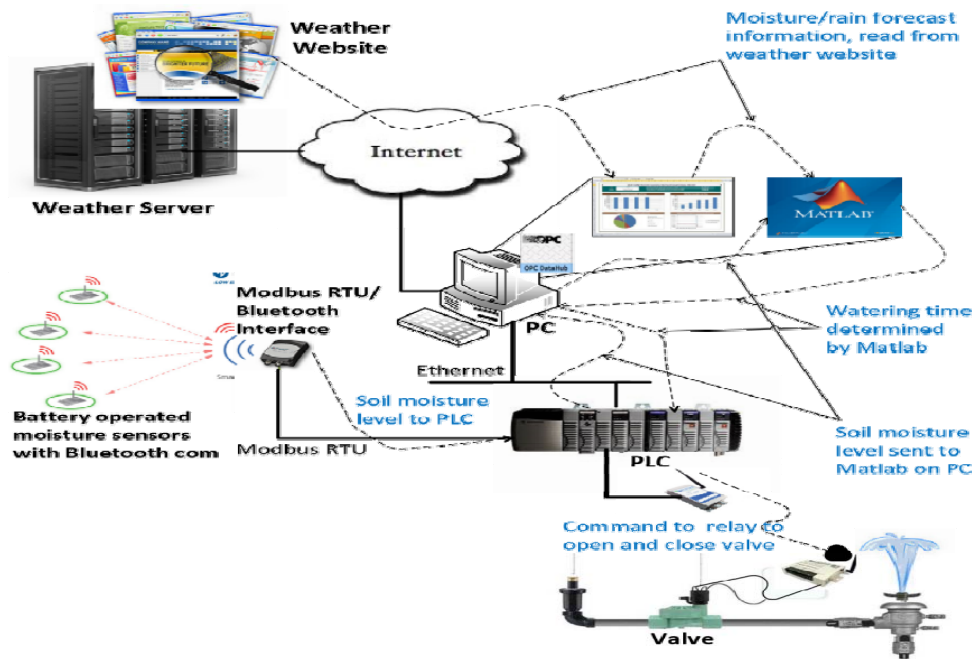 Weather
Website
Moisture/rain forecast
information, read from
weather website
Internet
MATLAB
Weather Server
OPC
OPC DataHub
Modbus RTU/
Bluetooth
Interface
PC
Watering time
determined
by Matlab
Ethernet
Soil moisture
level to PLC
Battery operated
moisture sensors
with Bluetooth com
Modbus RTU
PLC
Soil moisture
level sent to
Matlab on PC
Command to relay to
open and close valve
Valve